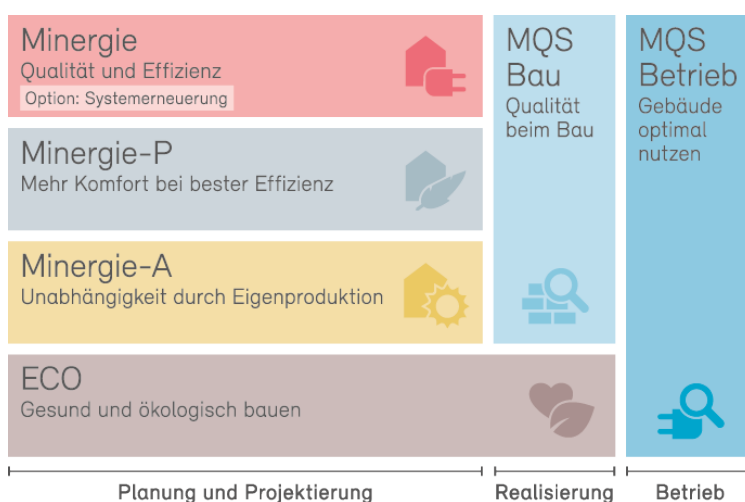 Minergie
Qualität und Effizienz
Option: Systemerneuerung
Minergie-P
Mehr Komfort bei bester Effizienz
Minergie-A
Unabhängigkeit durch Eigenproduktion
ECO
Gesund und ökologisch bauen
MQS
Bau
Qualität
beim Bau
MQS
Betrieb
Gebäude
optimal
nutzen
Planung und Projektierung
Realisierung
Betrieb